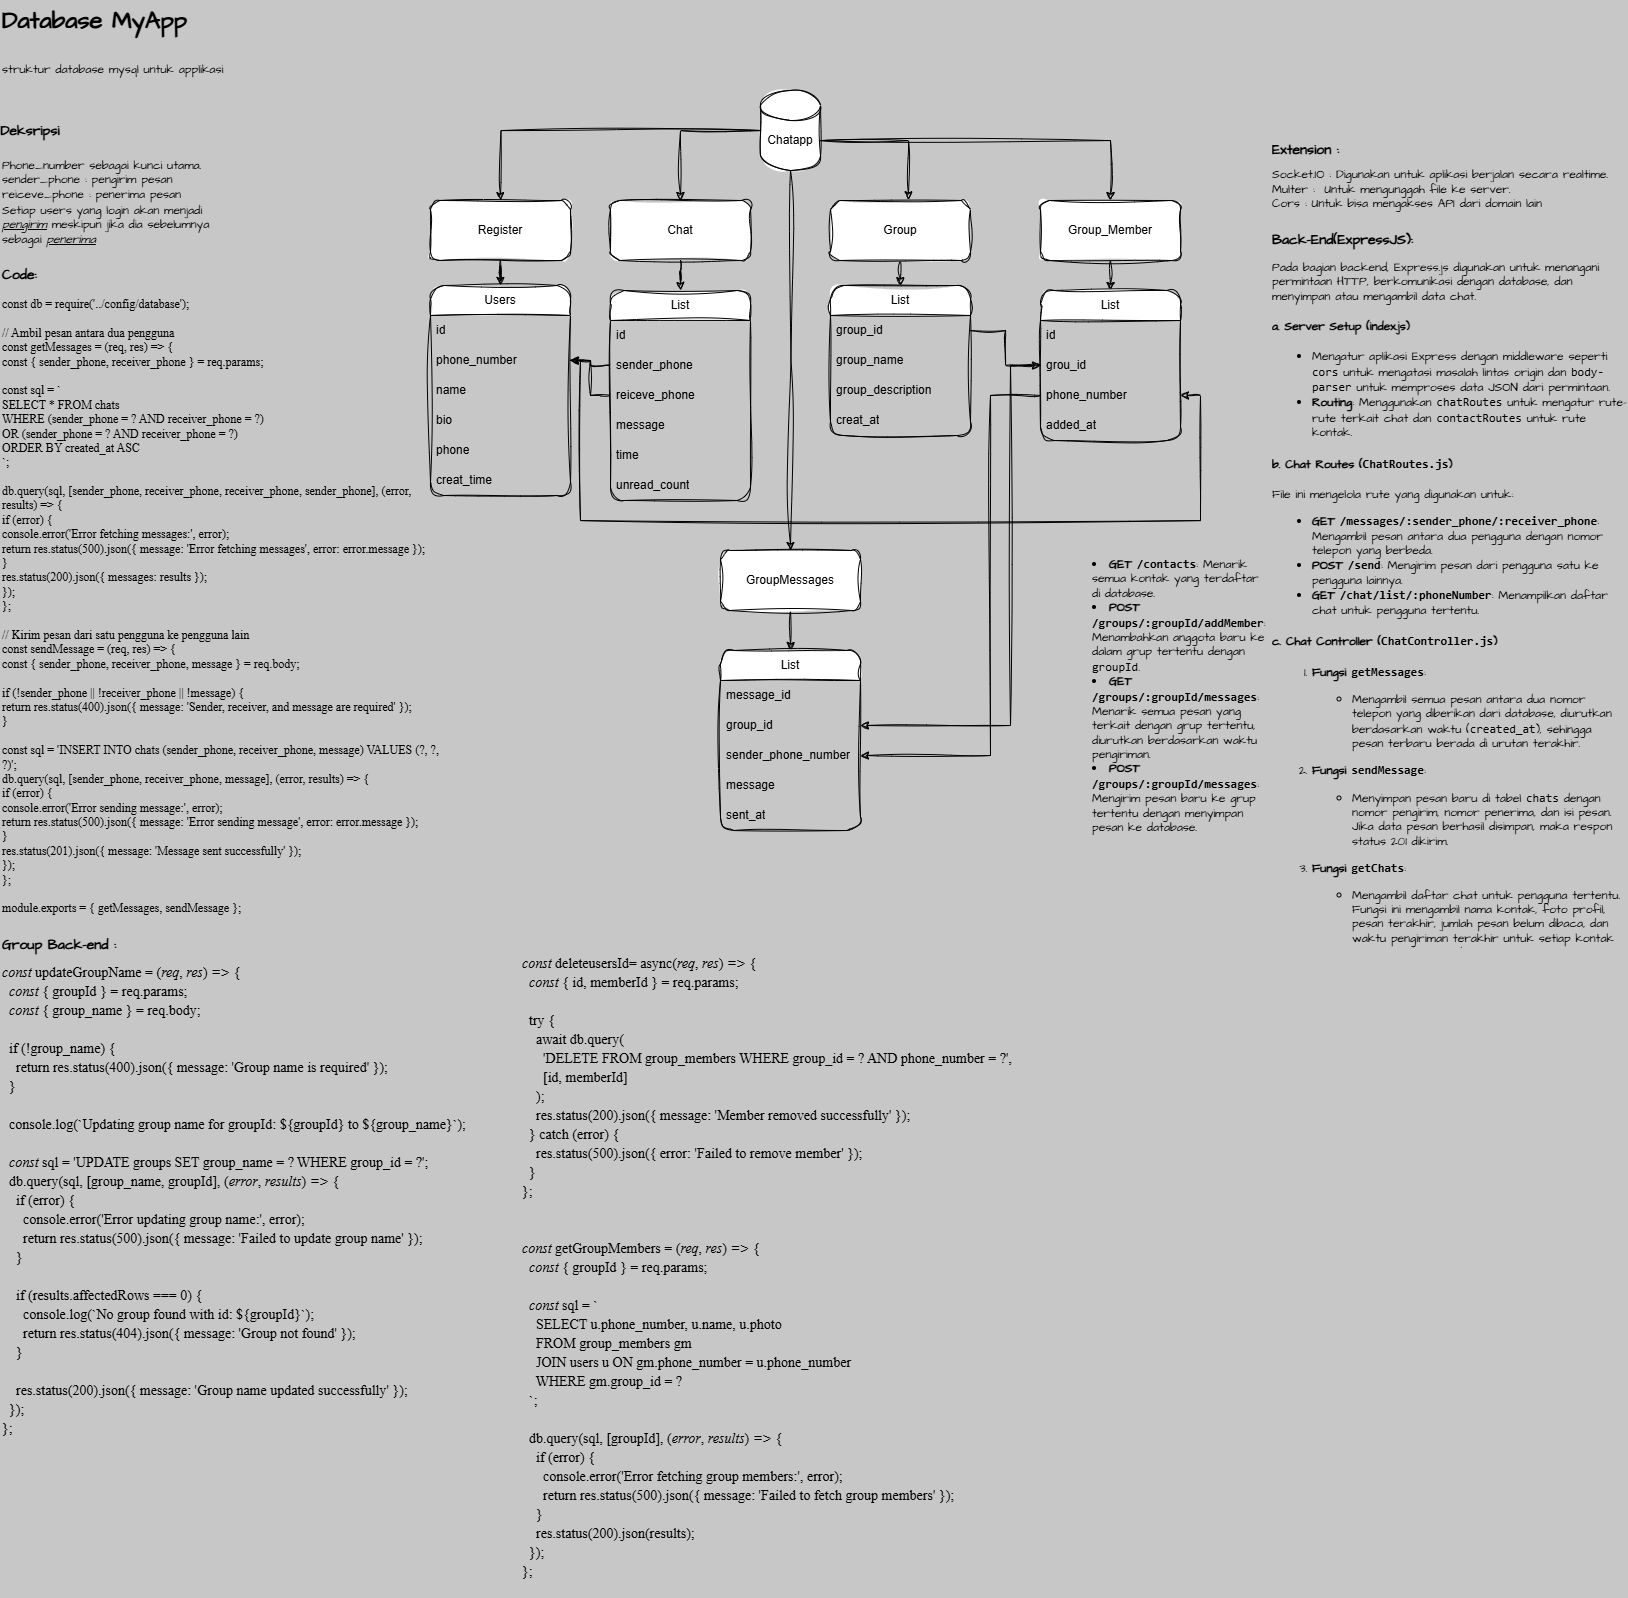 Database MyApp
struktur database mysql untuk applikasi
Deksripsi
Phone_number sebagai kunci utama.
sender_phone : pengirim pesan
reiceve_phone : penerima pesan
Setiap users yang login akan menjadi
pengirim meskipun jika dia sebelumnya
sebagai penerima
Code:
const db = require('../config/database');
// Ambil pesan antara dua pengguna
const getMessages = (req, res) => {
const { sender_phone, receiver_phone } = req.params;
const sql = `
SELECT * FROM chats
WHERE (sender_phone = ? AND receiver_phone = ?)
OR (sender_phone = ? AND receiver_phone = ?)
ORDER BY created_at ASC
`;
db.query(sql, [sender_phone, receiver_phone, receiver_phone, sender_phone], (error,
results) => {
if (error) {
console.error('Error fetching messages:', error);
return res.status(500).json({ message: 'Error fetching messages', error: error.message });
}
res.status(200).json({ messages: results });
});
};
// Kirim pesan dari satu pengguna ke pengguna lain
const sendMessage = (req, res) => {
const { sender_phone, receiver_phone, message } = req.body;
if (!sender_phone || !receiver_phone || !message) {
return res.status(400).json({ message: 'Sender, receiver, and message are required' });
}
const sql = 'INSERT INTO chats (sender_phone, receiver_phone, message) VALUES (?, ?,
?)';
db.query(sql, [sender_phone, receiver_phone, message], (error, results) => {
if (error) {
console.error('Error sending message:', error);
return res.status(500).json({ message: 'Error sending message', error: error.message });
}
res.status(201).json({ message: 'Message sent successfully' });
});
};
module.exports = { getMessages, sendMessage };
Chatapp
Register
Users
id
phone_number
name
bio
phone
creat_time
Chat
List
id
sender_phone
reiceve_phone
message
time
unread_count
Group
List
group_id
group_name
group_description
creat_at
Group_Member
List
id
grou_id
phone_number
added_at
GroupMessages
List
message_id
group_id
sender_phone_number
message
sent_at
• GET /contacts: Menarik
semua kontak yang terdaftar
di database.
• POST
/groups/:groupId/addMember:
Menambahkan anggota baru ke
dalam grup tertentu dengan
groupId.
• GET
/groups/:groupId/messages:
Menarik semua pesan yang
terkait dengan grup tertentu,
diurutkan berdasarkan waktu
pengiriman.
• POST
/groups/:groupId/messages:
Mengirim pesan baru ke grup
tertentu dengan menyimpan
pesan ke database.
Extension :
Socket.IO : Digunakan untuk aplikasi berjalan secara realtime.
Multer : Untuk mengunggah file ke server.
Cors : Untuk bisa mengakses API dari domain lain
Back-End(ExpressJS):
Pada bagian backend, Express.js digunakan untuk menangani
permintaan HTTP, berkomunikasi dengan database, dan
menyimpan atau mengambil data chat.
a. Server Setup (index.js)
• Mengatur aplikasi Express dengan middleware seperti
cors untuk mengatasi masalah lintas origin dan body-
parser untuk memproses data JSON dari permintaan.
• Routing: Menggunakan chatRoutes untuk mengatur rute-
rute terkait chat dan contactRoutes untuk rute
kontak.
b. Chat Routes (ChatRoutes.js)
File ini mengelola rute yang digunakan untuk:
• GET /messages/:sender_phone/:receiver_phone:
Mengambil pesan antara dua pengguna dengan nomor
telepon yang berbeda.
• POST /send: Mengirim pesan dari pengguna satu ke
pengguna lainnya.
• GET /chat/list/:phoneNumber: Menampilkan daftar
chat untuk pengguna tertentu.
c. Chat Controller (ChatController.js)
1. Fungsi getMessages:
Mengambil semua pesan antara dua nomor
telepon yang diberikan dari database, diurutkan
berdasarkan waktu (created_at), sehingga
pesan terbaru berada di urutan terakhir.
2. Fungsi sendMessage:
Menyimpan pesan baru di tabel chats dengan
nomor pengirim, nomor penerima, dan isi pesan.
Jika data pesan berhasil disimpan, maka respon
status 201 dikirim.
3. Fungsi getChats:
Mengambil daftar chat untuk pengguna tertentu.
Fungsi ini mengambil nama kontak, foto profil,
pesan terakhir, jumlah pesan belum dibaca, dan
waktu pengiriman terakhir untuk setiap kontak
Group Back-end :
const updateGroupName = (req, res) => {
const { groupId } = req.params;
const { group_name } = req.body;
if (!group_name) {
return res.status(400).json({ message: 'Group name is required' });
}
console.log(`Updating group name for groupId: ${groupId} to ${group_name}`);
const sql = 'UPDATE groups SET group_name = ? WHERE group_id = ?';
db.query(sql, [group_name, groupId], (error, results) => {
if (error) {
console.error('Error updating group name:', error);
return res.status(500).json({ message: 'Failed to update group name' });
}
if (results.affectedRows === 0) {
console.log(`No group found with id: ${groupId}`);
return res.status(404).json({ message: 'Group not found' });
}
res.status(200).json({ message: 'Group name updated successfully' });
});
};
const deleteusersId= async(req, res) => {
const { id, memberId } = req.params;
try {
await db.query(
'DELETE FROM group_members WHERE group_id = ? AND phone_number = ?',
[id, memberId]
);
res.status(200).json({ message: 'Member removed successfully' });
} catch (error) {
res.status(500).json({ error: 'Failed to remove member' });
}
};
const getGroupMembers = (req, res) => {
const { groupId } = req.params;
const sql = `
SELECT u.phone_number, u.name, u.photo
FROM group_members gm
JOIN users u ON gm.phone_number = u.phone_number
WHERE gm.group_id = ?
`;
db.query(sql, [groupId], (error, results) => {
if (error) {
console.error('Error fetching group members:', error);
return res.status(500).json({ message: 'Failed to fetch group members' });
}
res.status(200).json(results);
});
};